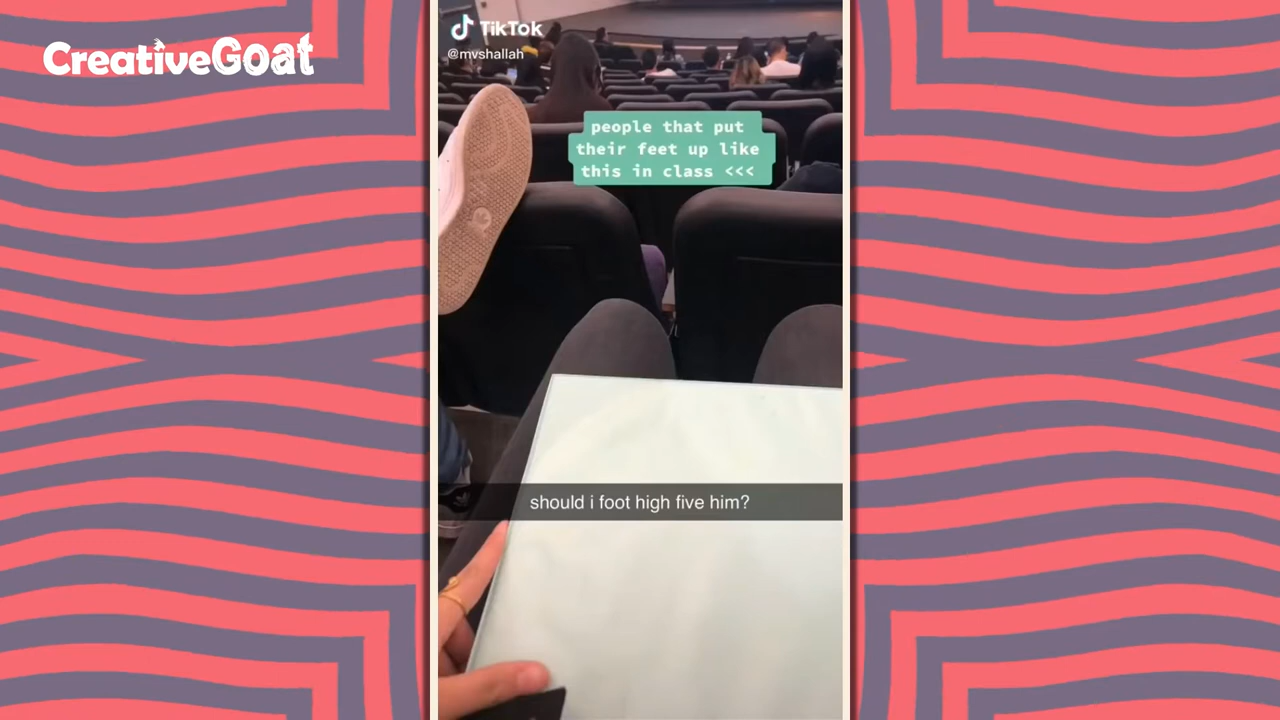 CreativeGoat
TikTok
@mvshallah
people that put
their feet up like
this in class <<<
should i foot high five him?